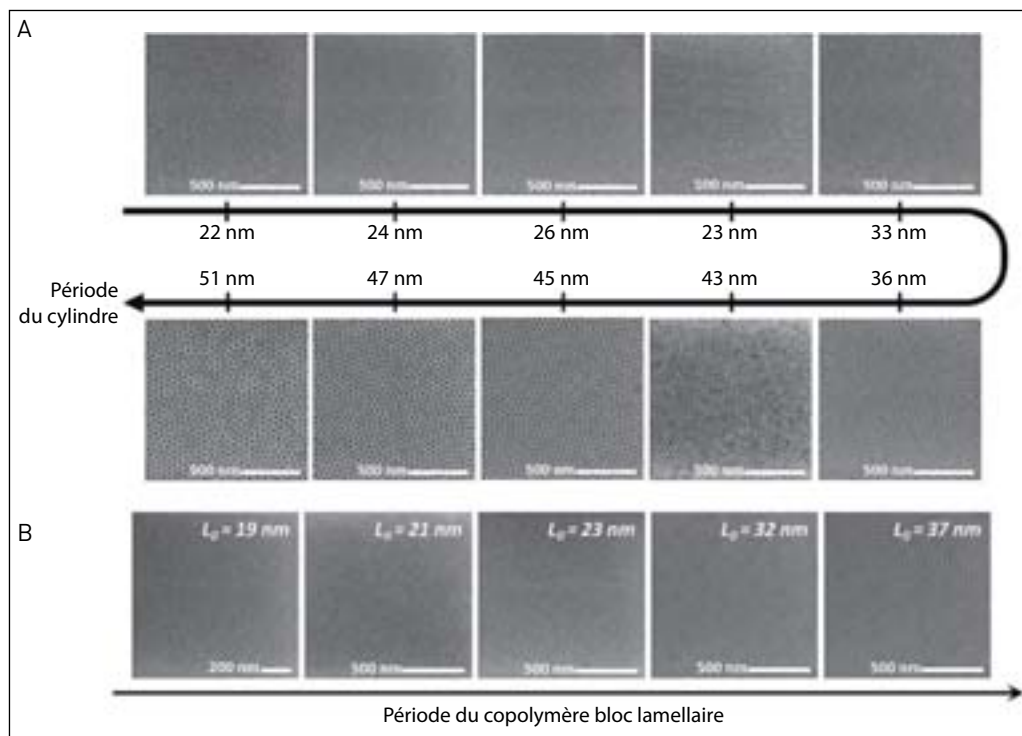 A
500 nm 500 nm 500 nm 500 nm 500 nm
22 nm 24 nm 26 nm 23 nm 33 nm
51 nm 47 nm 45 nm 43 nm 36 nm
Période
du cylindre
500 nm 500 nm 500 nm 500 nm
B
L₀ = 19 nm L₀ = 21 nm L₀ = 23 nm L₀ = 32 nm L₀ = 37 nm
200 nm 500 nm 500 nm 500 nm 500 nm
Période du copolymère bloc lamellaire